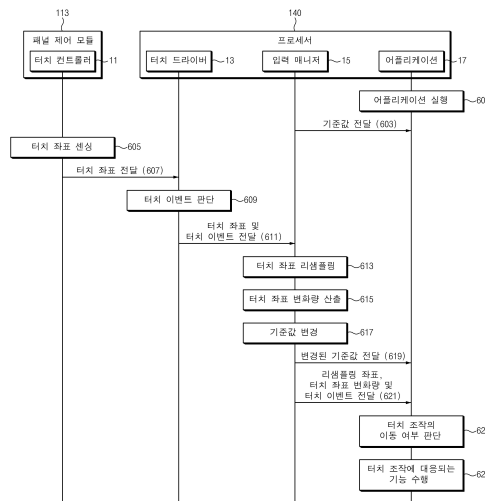 113
140
패널 제어 모듈
프로세서
터치 컨트롤러
11
터치 드라이버
13
입력 매니저
15
어플리케이션
17
어플리케이션 실행
60
기준값 전달 (603)
터치 좌표 센싱
605
터치 좌표 전달 (607)
터치 이벤트 판단
609
터치 좌표 및
터치 이벤트 전달 (611)
터치 좌표 리샘플링
613
터치 좌표 변화량 산출
615
기준값 변경
617
변경된 기준값 전달 (619)
리샘플링 좌표,
터치 좌표 변화량 및
터치 이벤트 전달 (621)
터치 조작의
이동 여부 판단
62
터치 조작에 대응되는
기능 수행
62